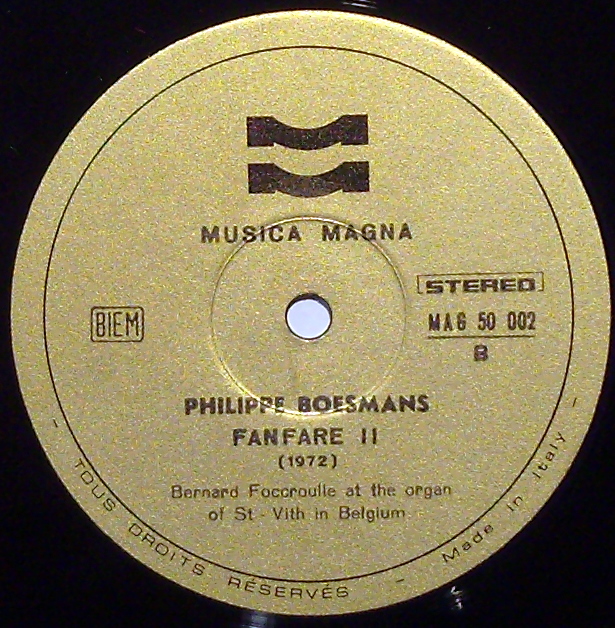 MUSICA MAGNA
STEREO
BIEM
MAG 50 002
B
PHILIPPE BOESMANS
FANFARE II
(1972)
Bernard Foccroulle at the organ
of St - Vith in Belgium
- TOUS DROITS RÉSERVÉS - Made in Italy -